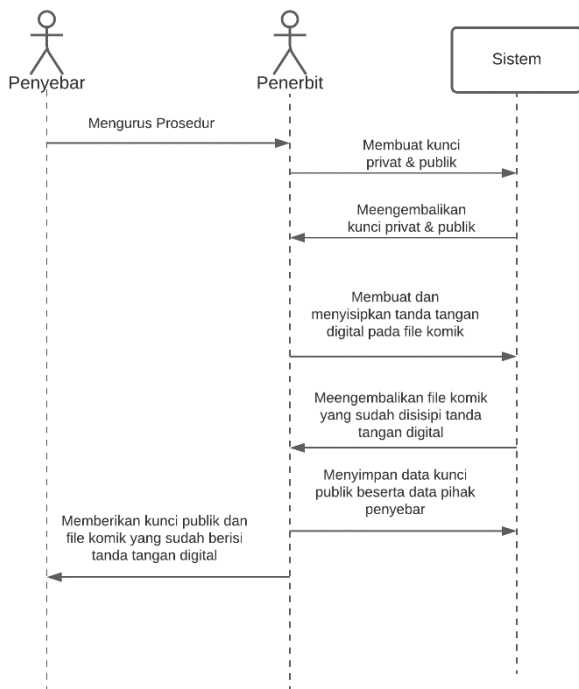 Penyebar
Penerbit
Sistem
Mengurus Prosedur
Membuat kunci
privat & publik
Meengembalikan
kunci privat & publik
Membuat dan
menyisipkan tanda tangan
digital pada file komik
Meengembalikan file komik
yang sudah disisipi tanda
tangan digital
Menyimpan data kunci
publik beserta data pihak
penyebar
Memberikan kunci publik dan
file komik yang sudah berisi
tanda tangan digital